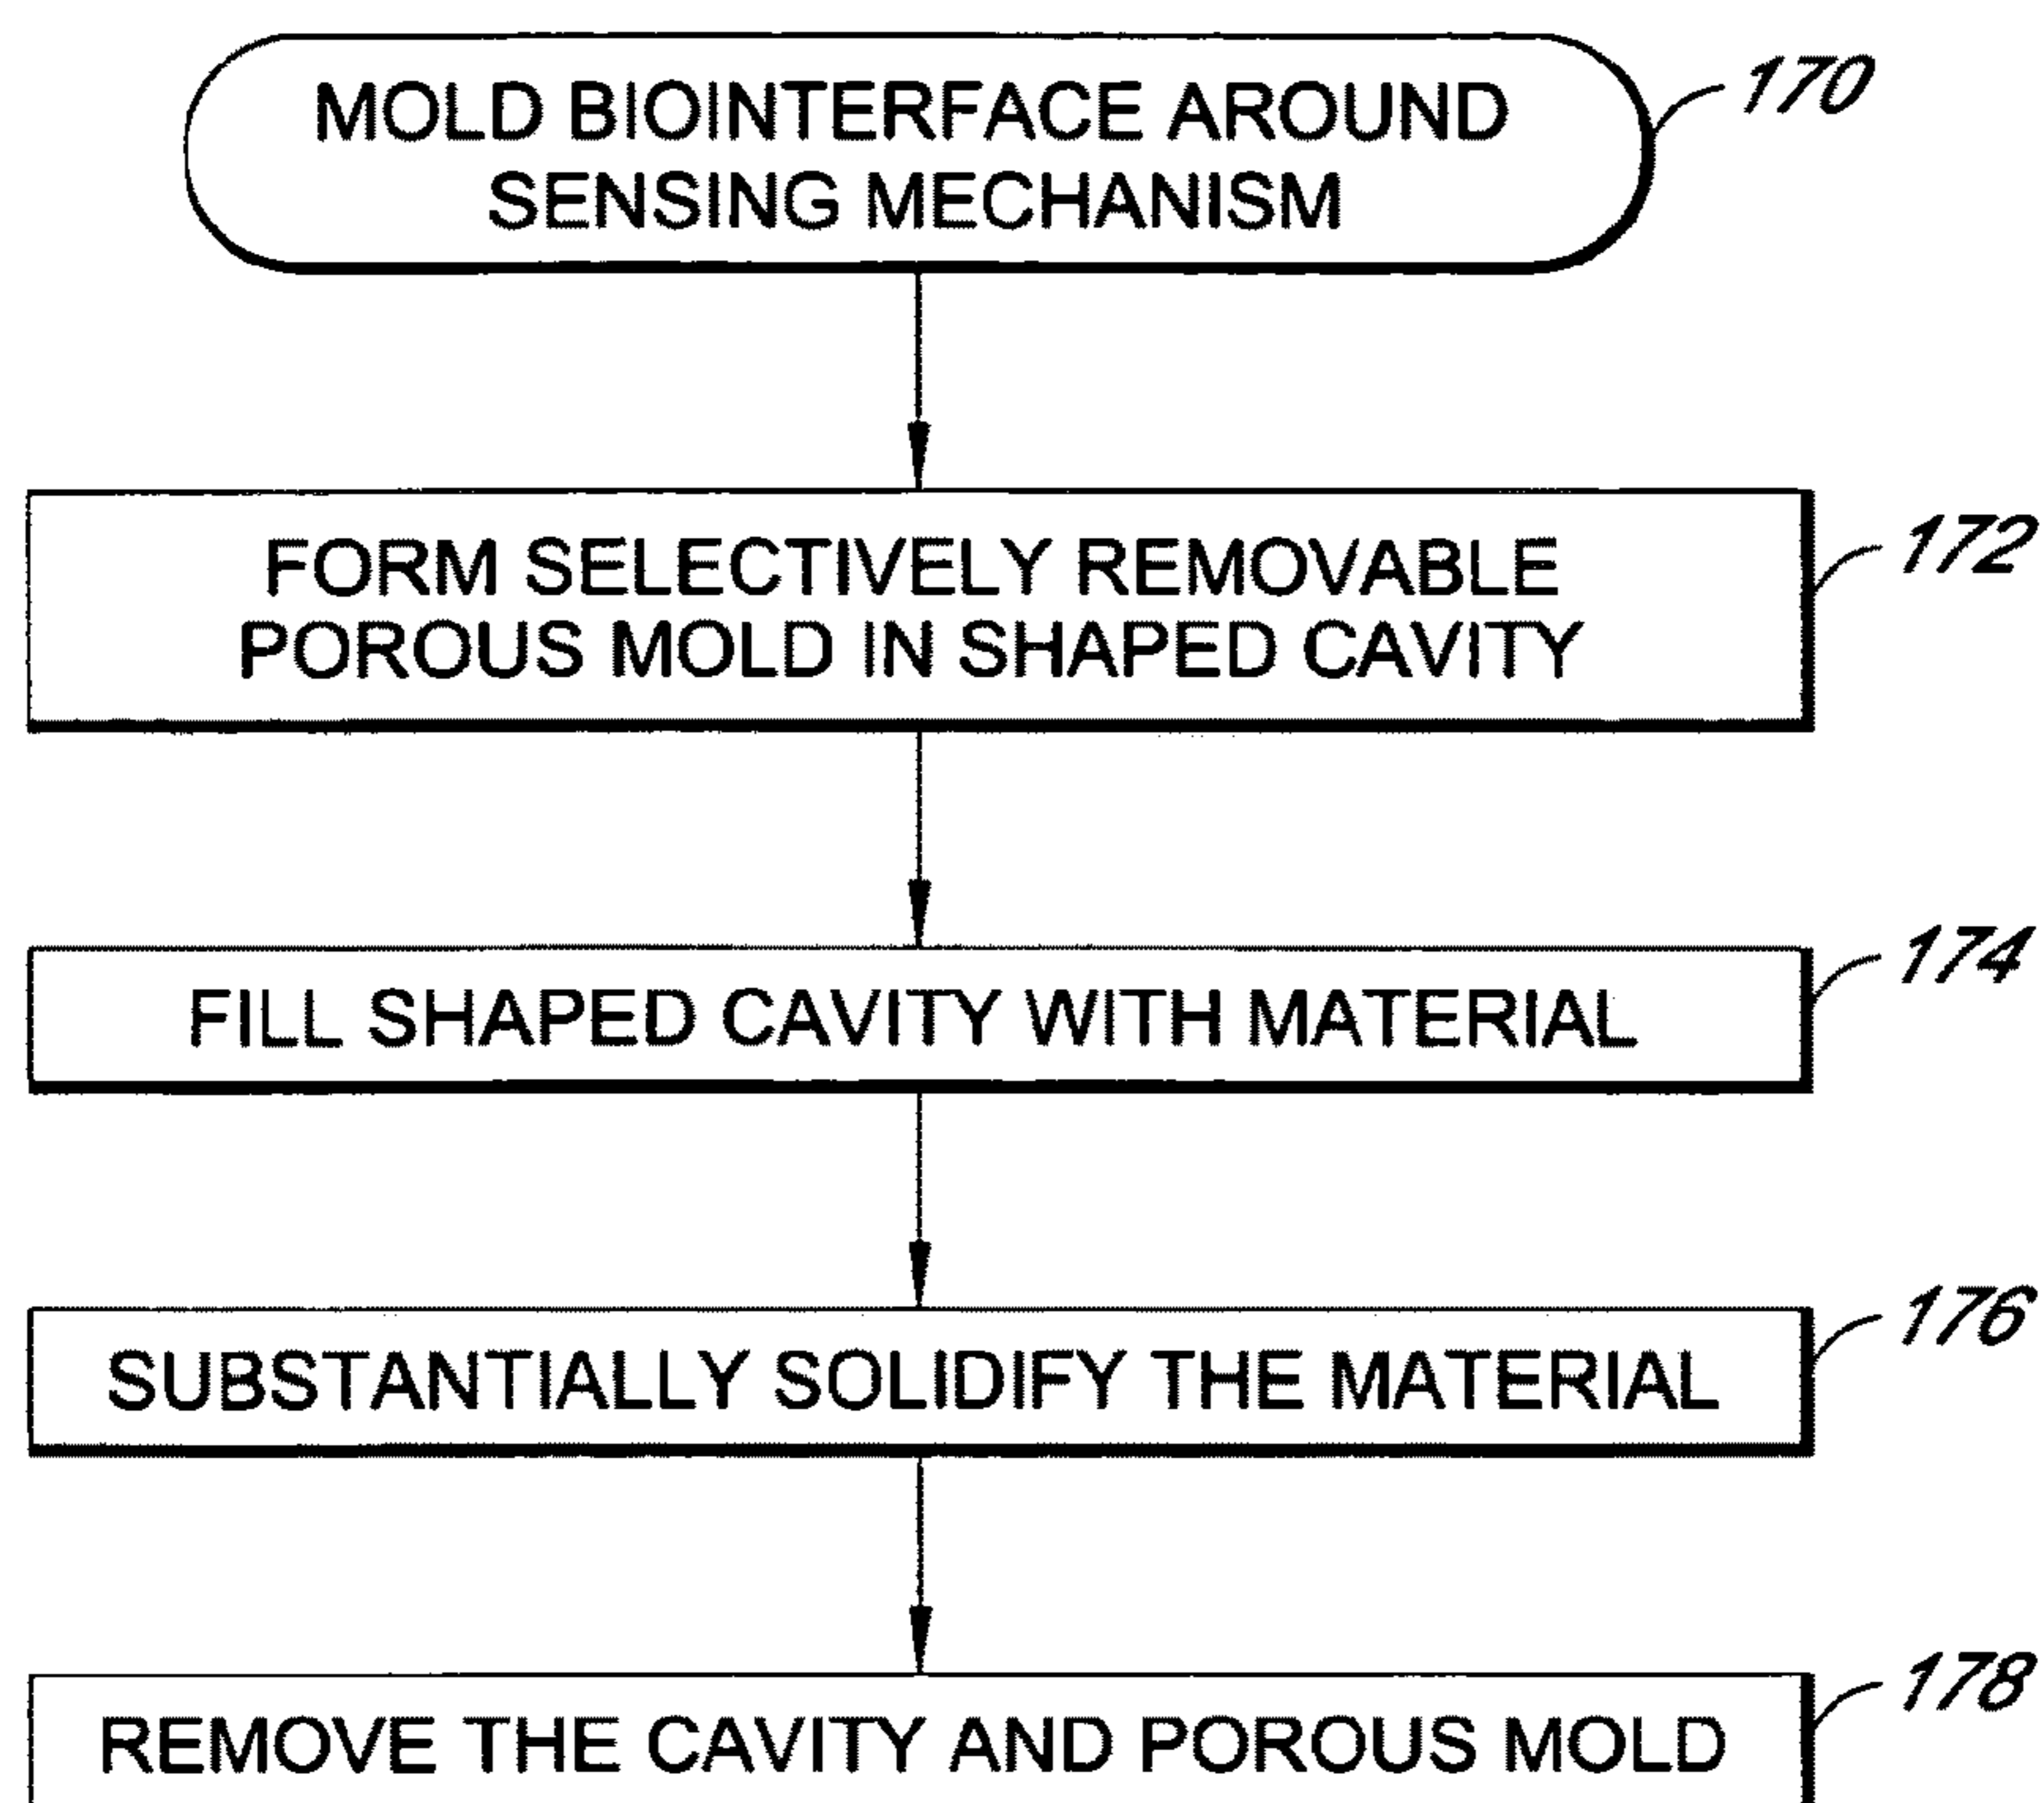 MOLD BIOINTERFACE AROUND
SENSING MECHANISM
170
FORM SELECTIVELY REMOVABLE
POROUS MOLD IN SHAPED CAVITY
172
FILL SHAPED CAVITY WITH MATERIAL
174
SUBSTANTIALLY SOLIDIFY THE MATERIAL
176
REMOVE THE CAVITY AND POROUS MOLD
178